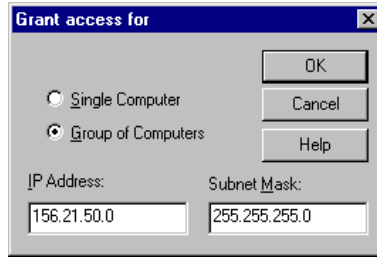 Grant access for
OK
Single Computer
Cancel
Group of Computers
Help
IP Address:
Subnet Mask:
156.21.50.0
255.255.255.0